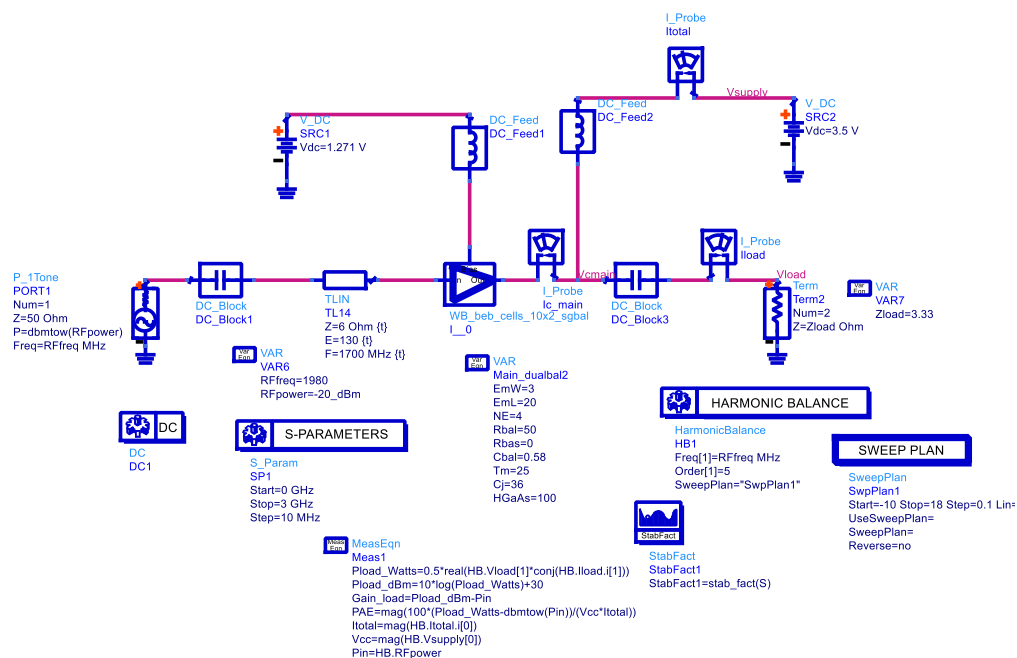 I_Probe
Itotal
Vsupply
V_DC
SRC1
Vdc=1.271 V
DC_Feed
DC_Feed1
DC_Feed
DC_Feed2
V_DC
SRC2
Vdc=3.5 V
P_1Tone
PORT1
Num=1
Z=50 Ohm
P=dbmtow(RFpower)
Freq=RFfreq MHz
DC_Block
DC_Block1
TLIN
TL14
Z=6 Ohm {t}
E=130 {t}
F=1700 MHz {t}
WB_beb_cells_10x2_sgbal
I__0
I_Probe
Ic_main
Vcmain
DC_Block
DC_Block3
I_Probe
Iload
Vload
Term
Term2
Num=2
Z=Zload Ohm
Var
Eqn
VAR
VAR7
Zload=3.33
Var
Eqn
VAR
VAR6
RFfreq=1980
RFpower=-20_dBm
Var
Eqn
VAR
Main_dualbal2
EmW=3
EmL=20
NE=4
Rbal=50
Rbas=0
Cbal=0.58
Tm=25
Cj=36
HGaAs=100
DC
DC
DC1
S-PARAMETERS
S_Param
SP1
Start=0 GHz
Stop=3 GHz
Step=10 MHz
HARMONIC BALANCE
HarmonicBalance
HB1
Freq[1]=RFfreq MHz
Order[1]=5
SweepPlan="SwpPlan1"
SWEEP PLAN
SweepPlan
SwpPlan1
Start=-10 Stop=18 Step=0.1 Lin=
UseSweepPlan=
SweepPlan=
Reverse=no
StabFact
StabFact
StabFact1
StabFact1=stab_fact(S)
Meas
Eqn
MeasEqn
Meas1
Pload_Watts=0.5*real(HB.Vload[1]*conj(HB.Iload.i[1]))
Pload_dBm=10*log(Pload_Watts)+30
Gain_load=Pload_dBm-Pin
PAE=mag(100*(Pload_Watts-dbmtow(Pin))/(Vcc*Itotal))
Itotal=mag(HB.Itotal.i[0])
Vcc=mag(HB.Vsupply[0])
Pin=HB.RFpower